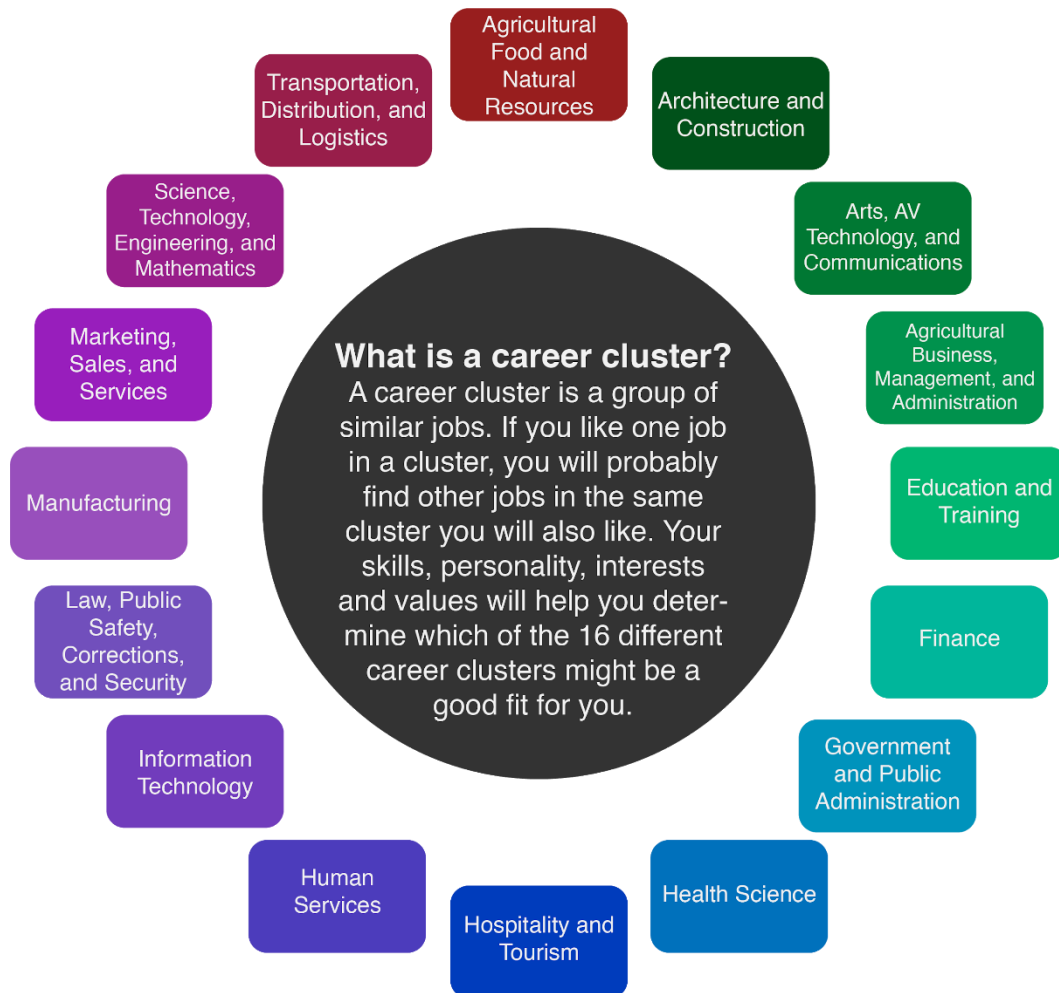 Agricultural
Food and
Natural
Resources
Architecture and
Construction
Arts, AV
Technology, and
Communications
Agricultural
Business,
Management, and
Administration
Education and
Training
Finance
Government
and Public
Administration
Health Science
Hospitality and
Tourism
Human
Services
Information
Technology
Law, Public
Safety,
Corrections,
and Security
Manufacturing
Marketing,
Sales, and
Services
Science,
Technology,
Engineering, and
Mathematics
Transportation,
Distribution, and
Logistics
What is a career cluster?
A career cluster is a group of
similar jobs. If you like one job
in a cluster, you will probably
find other jobs in the same
cluster you will also like. Your
skills, personality, interests
and values will help you deter-
mine which of the 16 different
career clusters might be a
good fit for you.